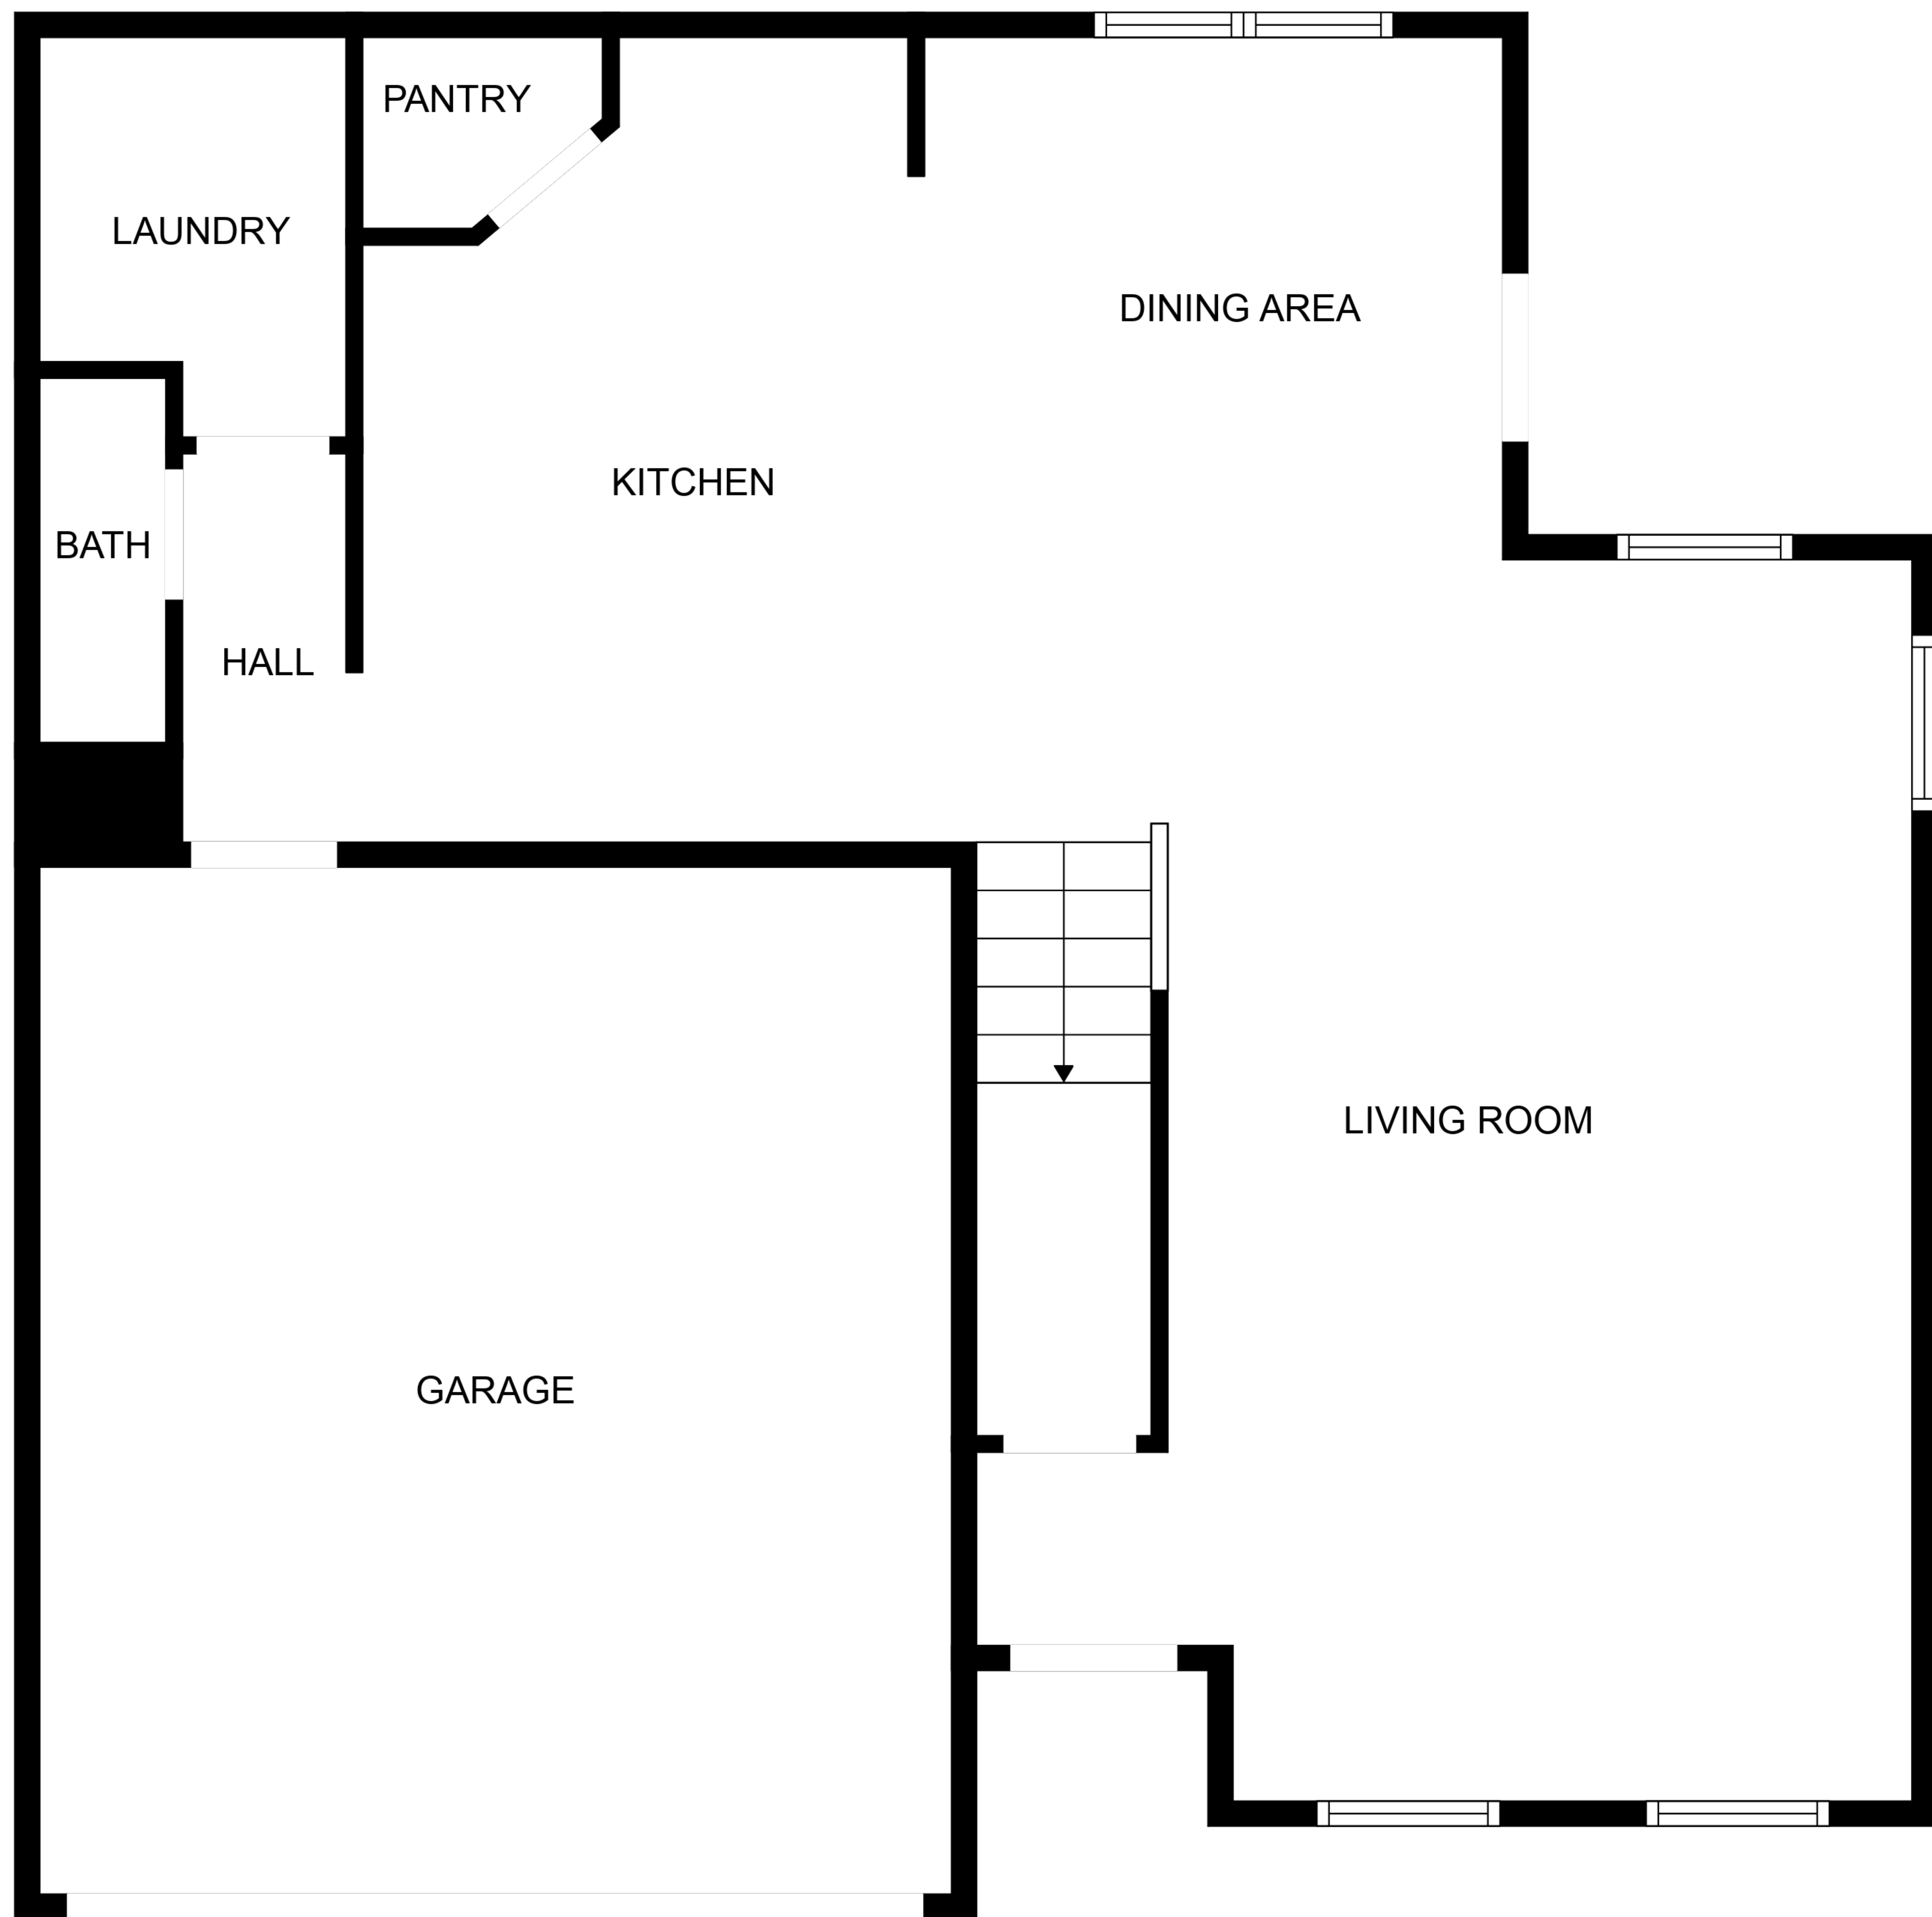 PANTRY
LAUNDRY
DINING AREA
KITCHEN
BATH
HALL
LIVING ROOM
GARAGE